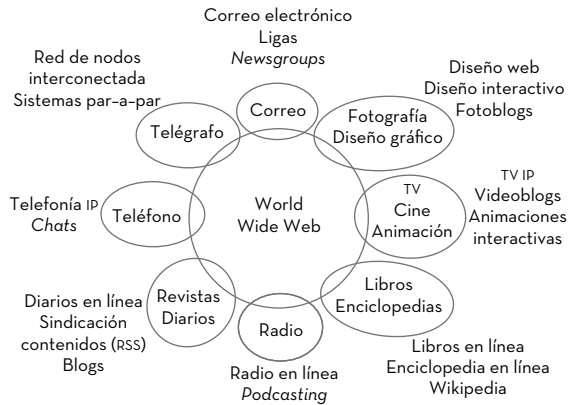 Correo electrónico
Ligas
Newsgroups
Red de nodos
interconectada
Sistemas par-a-par
Diseño web
Diseño interactivo
Fotoblogs
Correo
Telégrafo
Fotografía
Diseño gráfico
Telefonía IP
Chats
Teléfono
World
Wide Web
TV
Cine
Animación
TV IP
Videoblogs
Animaciones
interactivas
Diarios en línea
Sindicación
contenidos (RSS)
Blogs
Revistas
Diarios
Radio
Libros
Enciclopedias
Radio en línea
Podcasting
Libros en línea
Enciclopedia en línea
Wikipedia